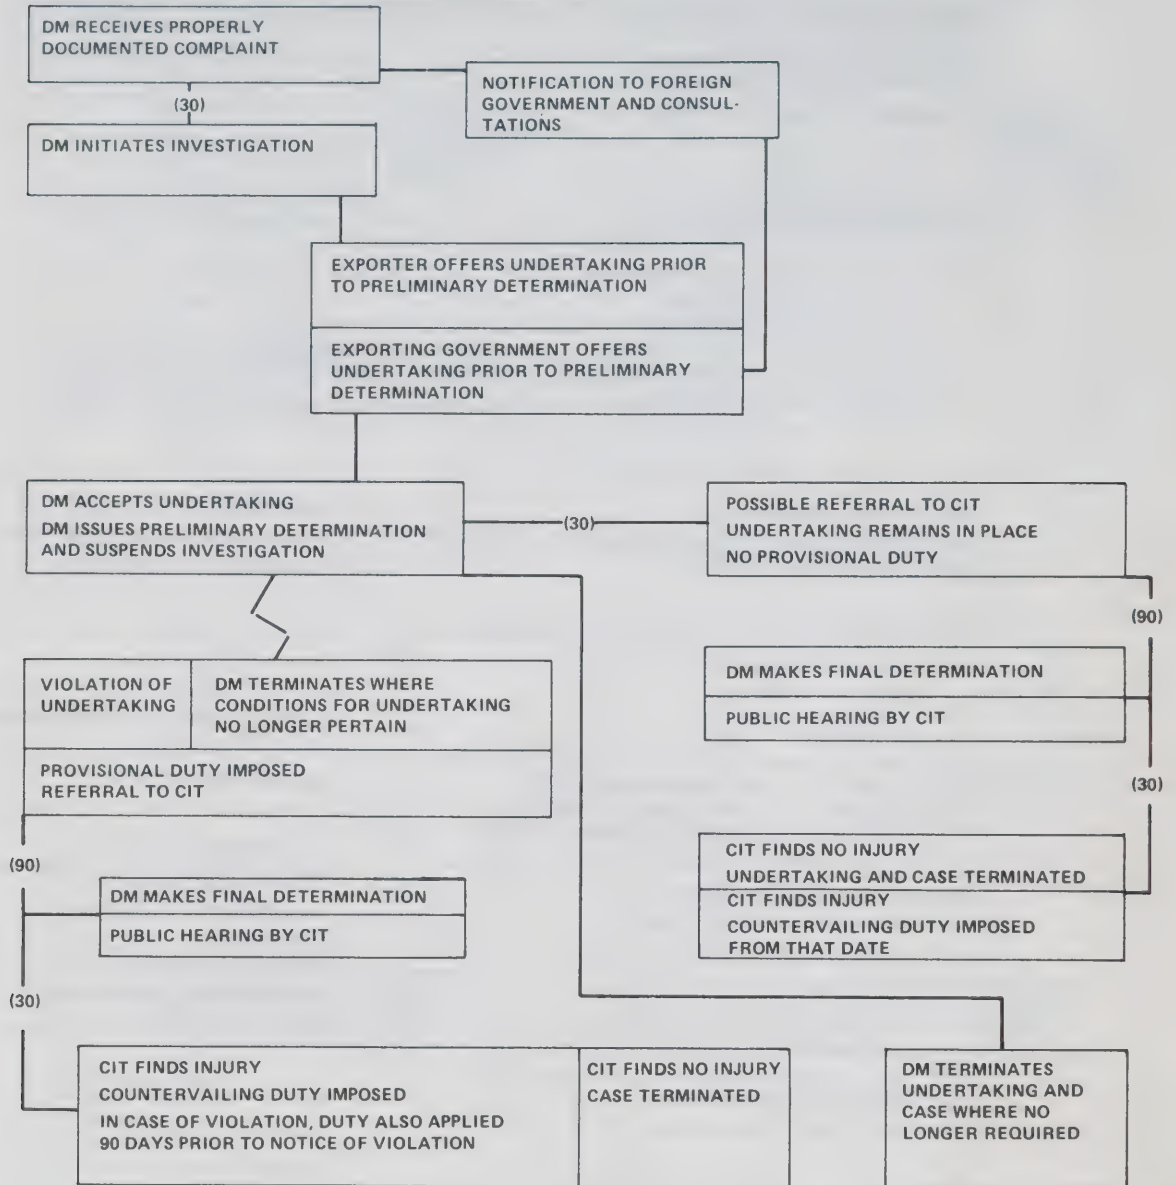 DM RECEIVES PROPERLY
DOCUMENTED COMPLAINT
NOTIFICATION TO FOREIGN
GOVERNMENT AND CONSUL-
TATIONS
(30)
DM INITIATES INVESTIGATION
EXPORTER OFFERS UNDERTAKING PRIOR
TO PRELIMINARY DETERMINATION
EXPORTING GOVERNMENT OFFERS
UNDERTAKING PRIOR TO PRELIMINARY
DETERMINATION
DM ACCEPTS UNDERTAKING
DM ISSUES PRELIMINARY DETERMINATION
AND SUSPENDS INVESTIGATION
(30)
POSSIBLE REFERRAL TO CIT
UNDERTAKING REMAINS IN PLACE
NO PROVISIONAL DUTY
(90)
VIOLATION OF
UNDERTAKING
DM TERMINATES WHERE
CONDITIONS FOR UNDERTAKING
NO LONGER PERTAIN
PROVISIONAL DUTY IMPOSED
REFERRAL TO CIT
DM MAKES FINAL DETERMINATION
PUBLIC HEARING BY CIT
(30)
(90)
DM MAKES FINAL DETERMINATION
PUBLIC HEARING BY CIT
CIT FINDS NO INJURY
UNDERTAKING AND CASE TERMINATED
CIT FINDS INJURY
COUNTERVAILING DUTY IMPOSED
FROM THAT DATE
(30)
CIT FINDS INJURY
COUNTERVAILING DUTY IMPOSED
IN CASE OF VIOLATION, DUTY ALSO APPLIED
90 DAYS PRIOR TO NOTICE OF VIOLATION
CIT FINDS NO INJURY
CASE TERMINATED
DM TERMINATES
UNDERTAKING AND
CASE WHERE NO
LONGER REQUIRED